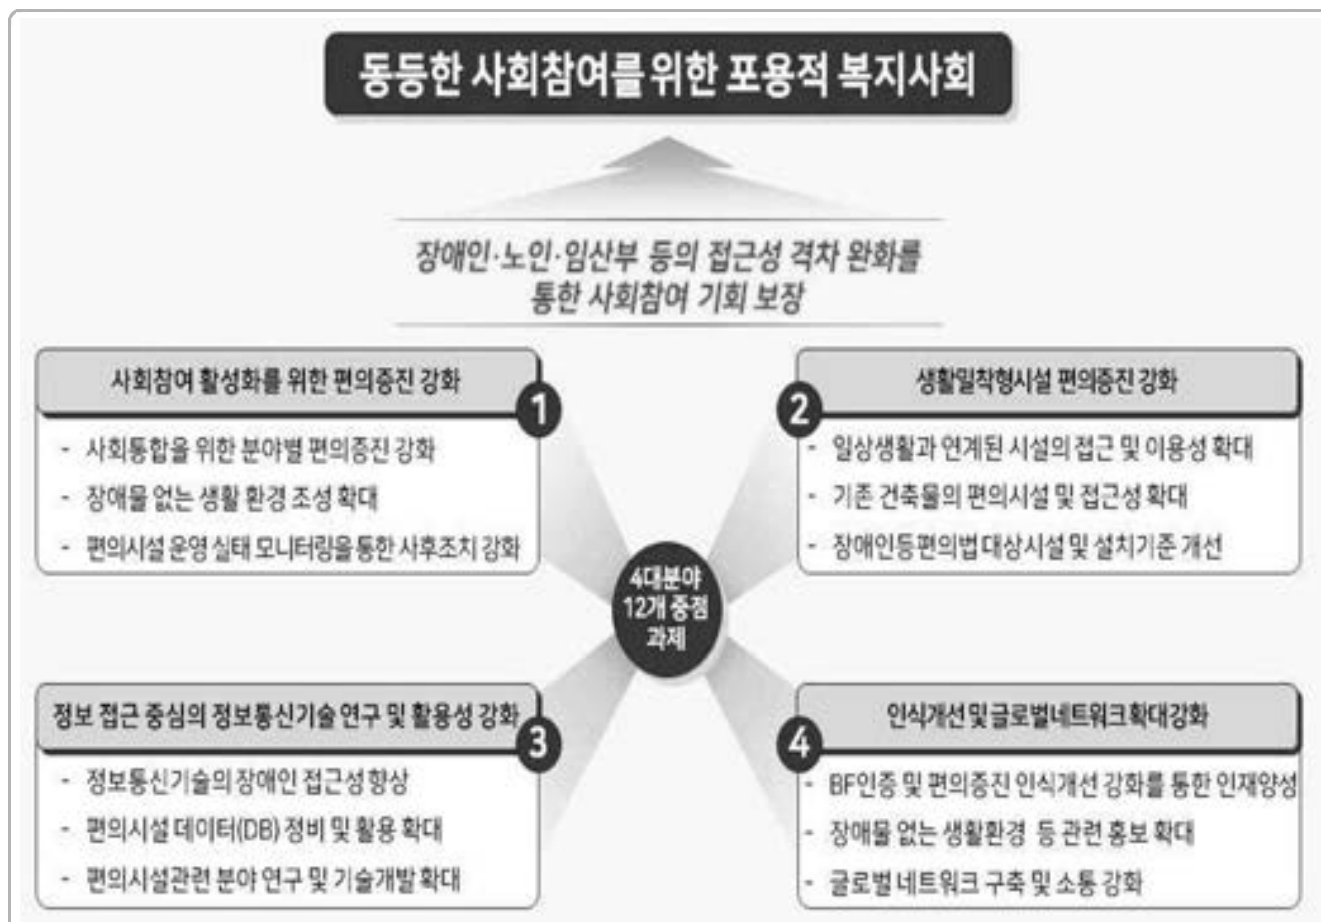 동등한 사회참여를 위한 포용적 복지사회
장애인·노인·임산부 등의 접근성 격차 완화를
통한 사회참여 기회 보장
사회참여 활성화를 위한 편의증진 강화
1
- 사회통합을 위한 분야별 편의증진 강화
- 장애물 없는 생활 환경 조성 확대
- 편의시설 운영 실태 모니터링을 통한 사후조치 강화
생활밀착형시설 편의증진 강화
2
- 일상생활과 연계된 시설의 접근 및 이용성 확대
- 기존 건축물의 편의시설 및 접근성 확대
- 장애인등편의법 대상시설 및 설치기준 개선
4대분야
12개 중점
과제
정보 접근 중심의 정보통신기술 연구 및 활용성 강화
3
- 정보통신기술의 장애인 접근성 향상
- 편의시설 데이터(DB) 정비 및 활용 확대
- 편의시설관련 분야 연구 및 기술개발 확대
인식개선 및 글로벌네트워크 확대 강화
4
- BF인증 및 편의증진 인식개선 강화를 통한 인재양성
- 장애물 없는 생활환경 등 관련 홍보 확대
- 글로벌 네트워크 구축 및 소통 강화